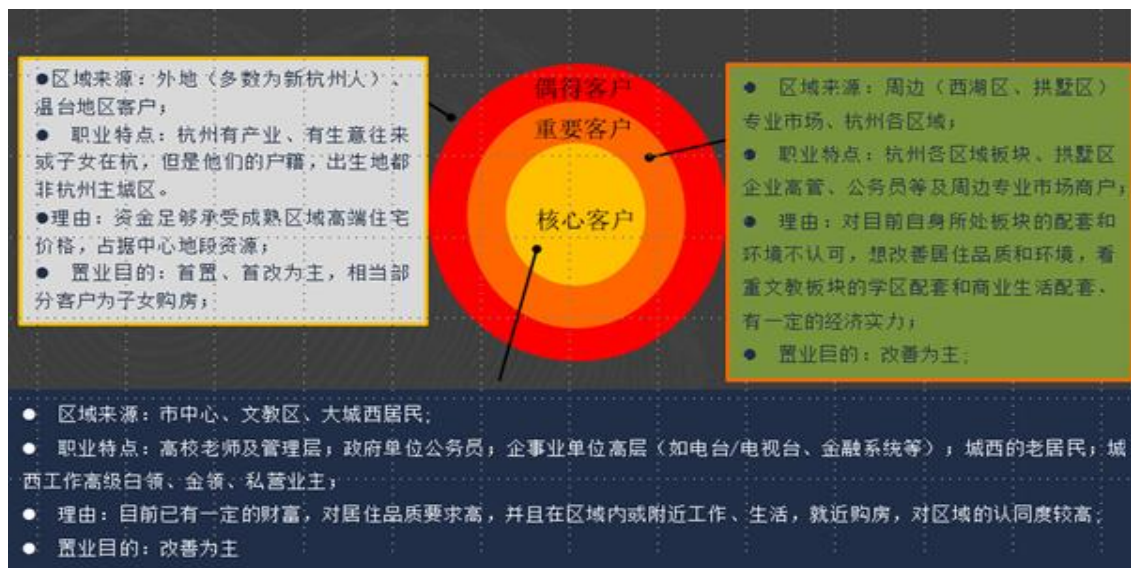 ●区域来源：外地（多数为新杭州人）、
温台地区客户；
● 职业特点：杭州有产业、有生意往来
或子女在杭，但是他们的户籍，出生地都
非杭州主城区。
●理由：资金足够承受成熟区域高端住宅
价格，占据中心地段资源；
● 置业目的：首置、首改为主，相当部
分客户为子女购房；
偶得客户
重要客户
核心客户
● 区域来源：周边（西湖区、拱墅区）
专业市场、杭州各区域；
● 职业特点：杭州各区域板块、拱墅区
企业高管、公务员等及周边专业市场商户；
● 理由：对目前自身所处板块的配套和
环境不认可，想改善居住品质和环境，看
重文教板块的学区配套和商业生活配套、
有一定的经济实力；
● 置业目的：改善为主；
● 区域来源：市中心、文教区、大城西居民；
● 职业特点：高校老师及管理层；政府单位公务员；企事业单位高层（如电台/电视台、金融系统等）；城西的老居民；城
西工作高级白领、金领、私营业主；
● 理由：目前已有一定的财富，对居住品质要求高，并且在区域内或附近工作、生活，就近购房，对区域的认同度较高；
● 置业目的：改善为主